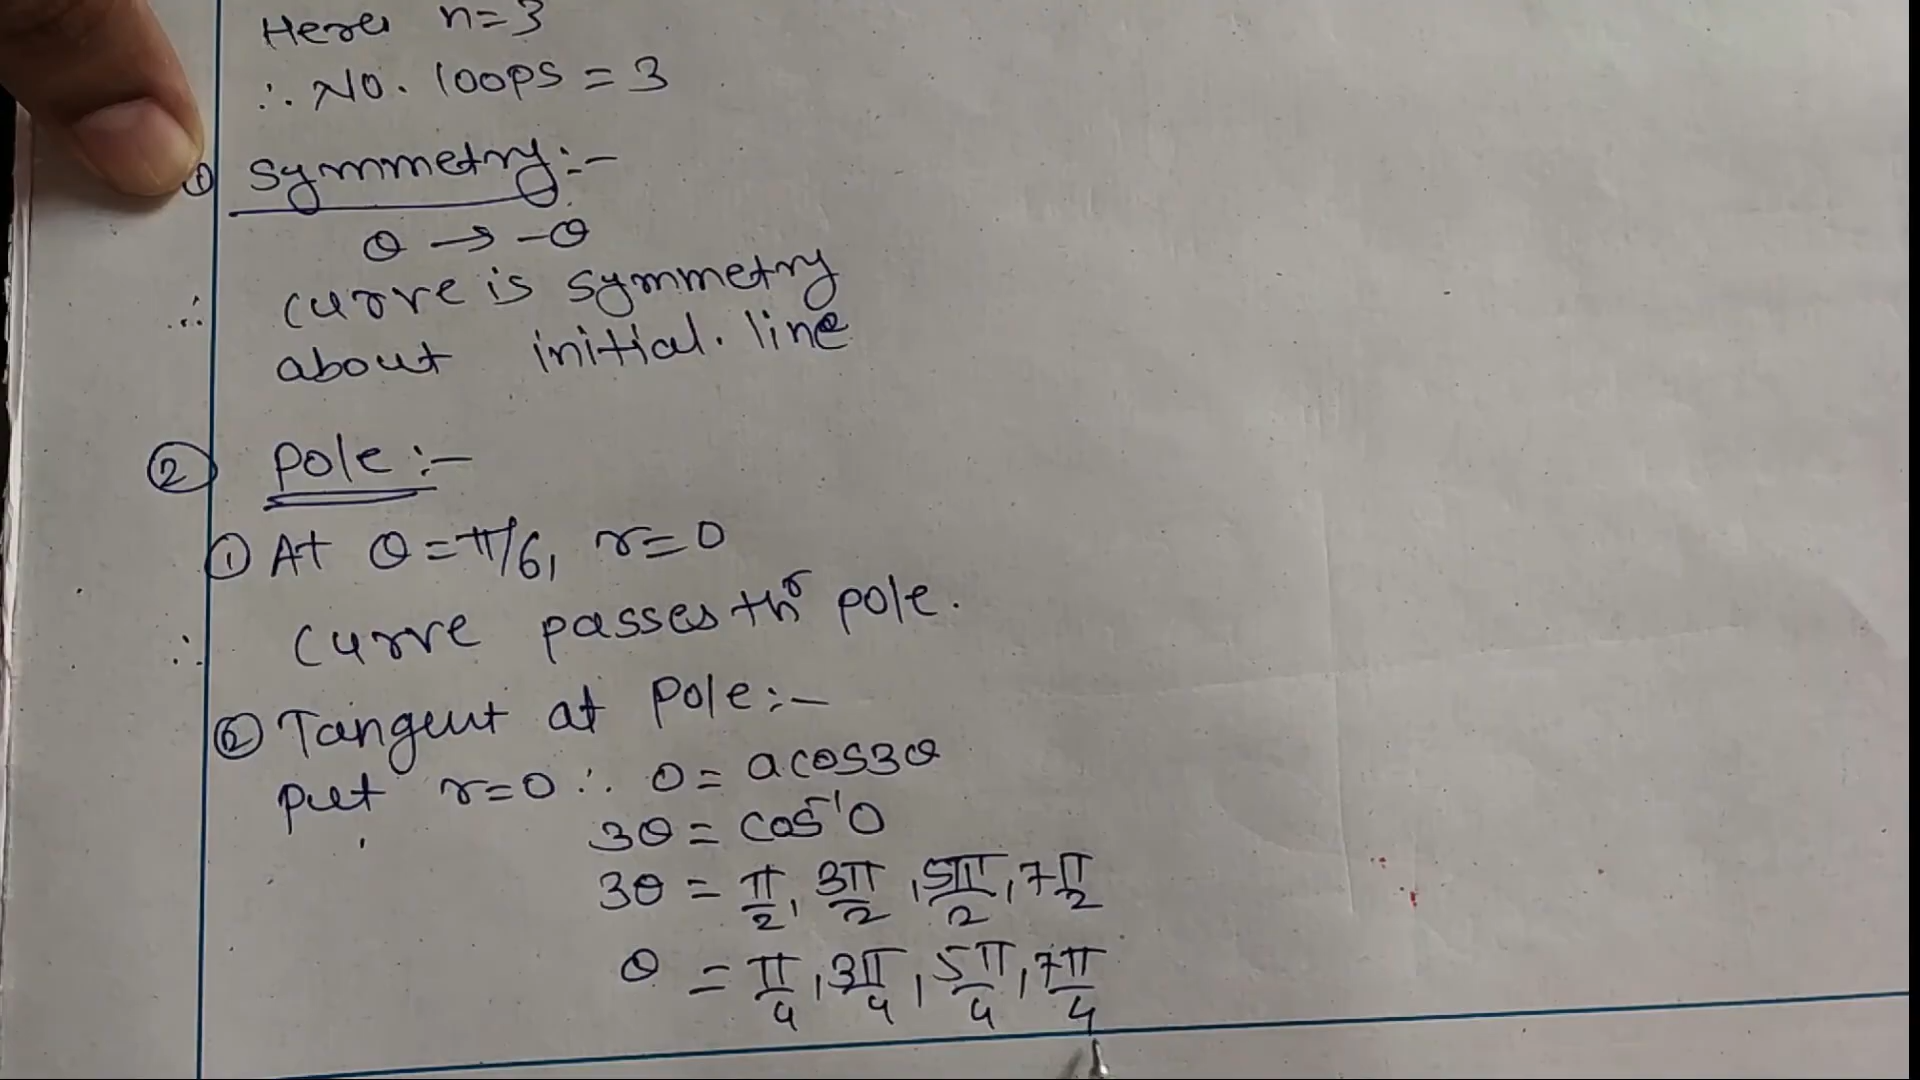 Here n=3
∴ No. loops = 3
① symmetry:-
θ → -θ
∴ curve is symmetry
about initial. line
② pole:-
① At θ=π/6, r=0
∴ curve passes thr pole.
② Tangent at pole:-
put r=0 ∴ 0= acos3θ
3θ = cos⁻¹0
3θ = π/2, 3π/2, 5π/2, 7π/2
θ = π/4, 3π/4, 5π/4, 7π/4